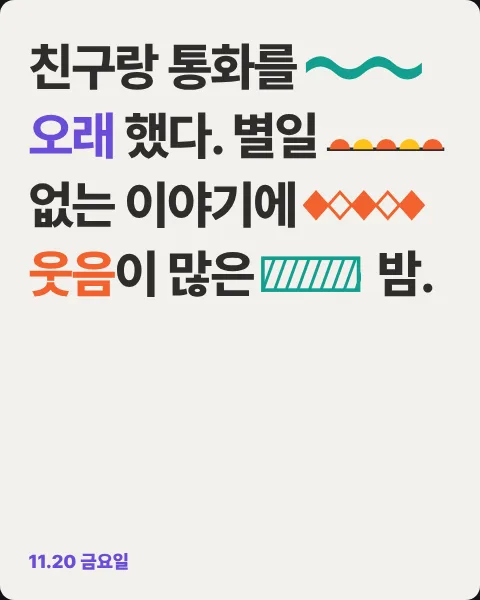 친구랑 통화를
오래 했다. 별일
없는 이야기에
웃음이 많은 밤.
11.20 금요일